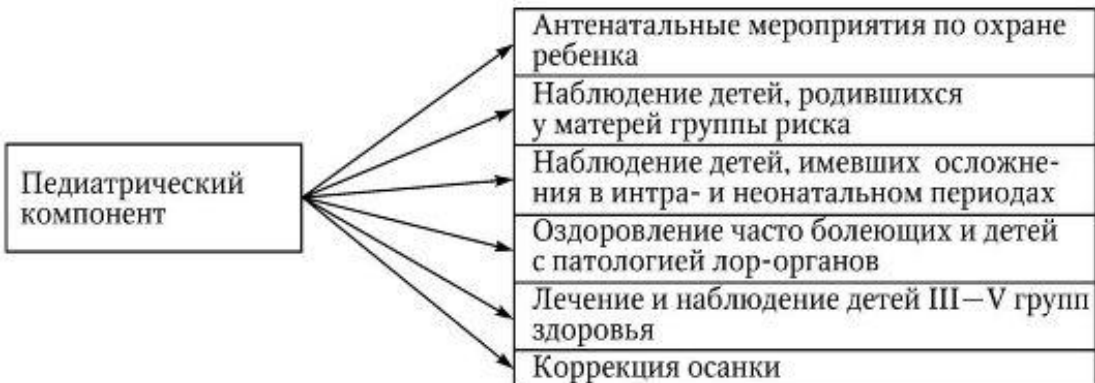 Педиатрический
компонент
Антенатальные мероприятия по охране
ребенка
Наблюдение детей, родившихся
у матерей группы риска
Наблюдение детей, имевших осложне-
ния в интра- и неонатальном периодах
Оздоровление часто болеющих и детей
с патологией лор-органов
Лечение и наблюдение детей III—V групп
здоровья
Коррекция осанки